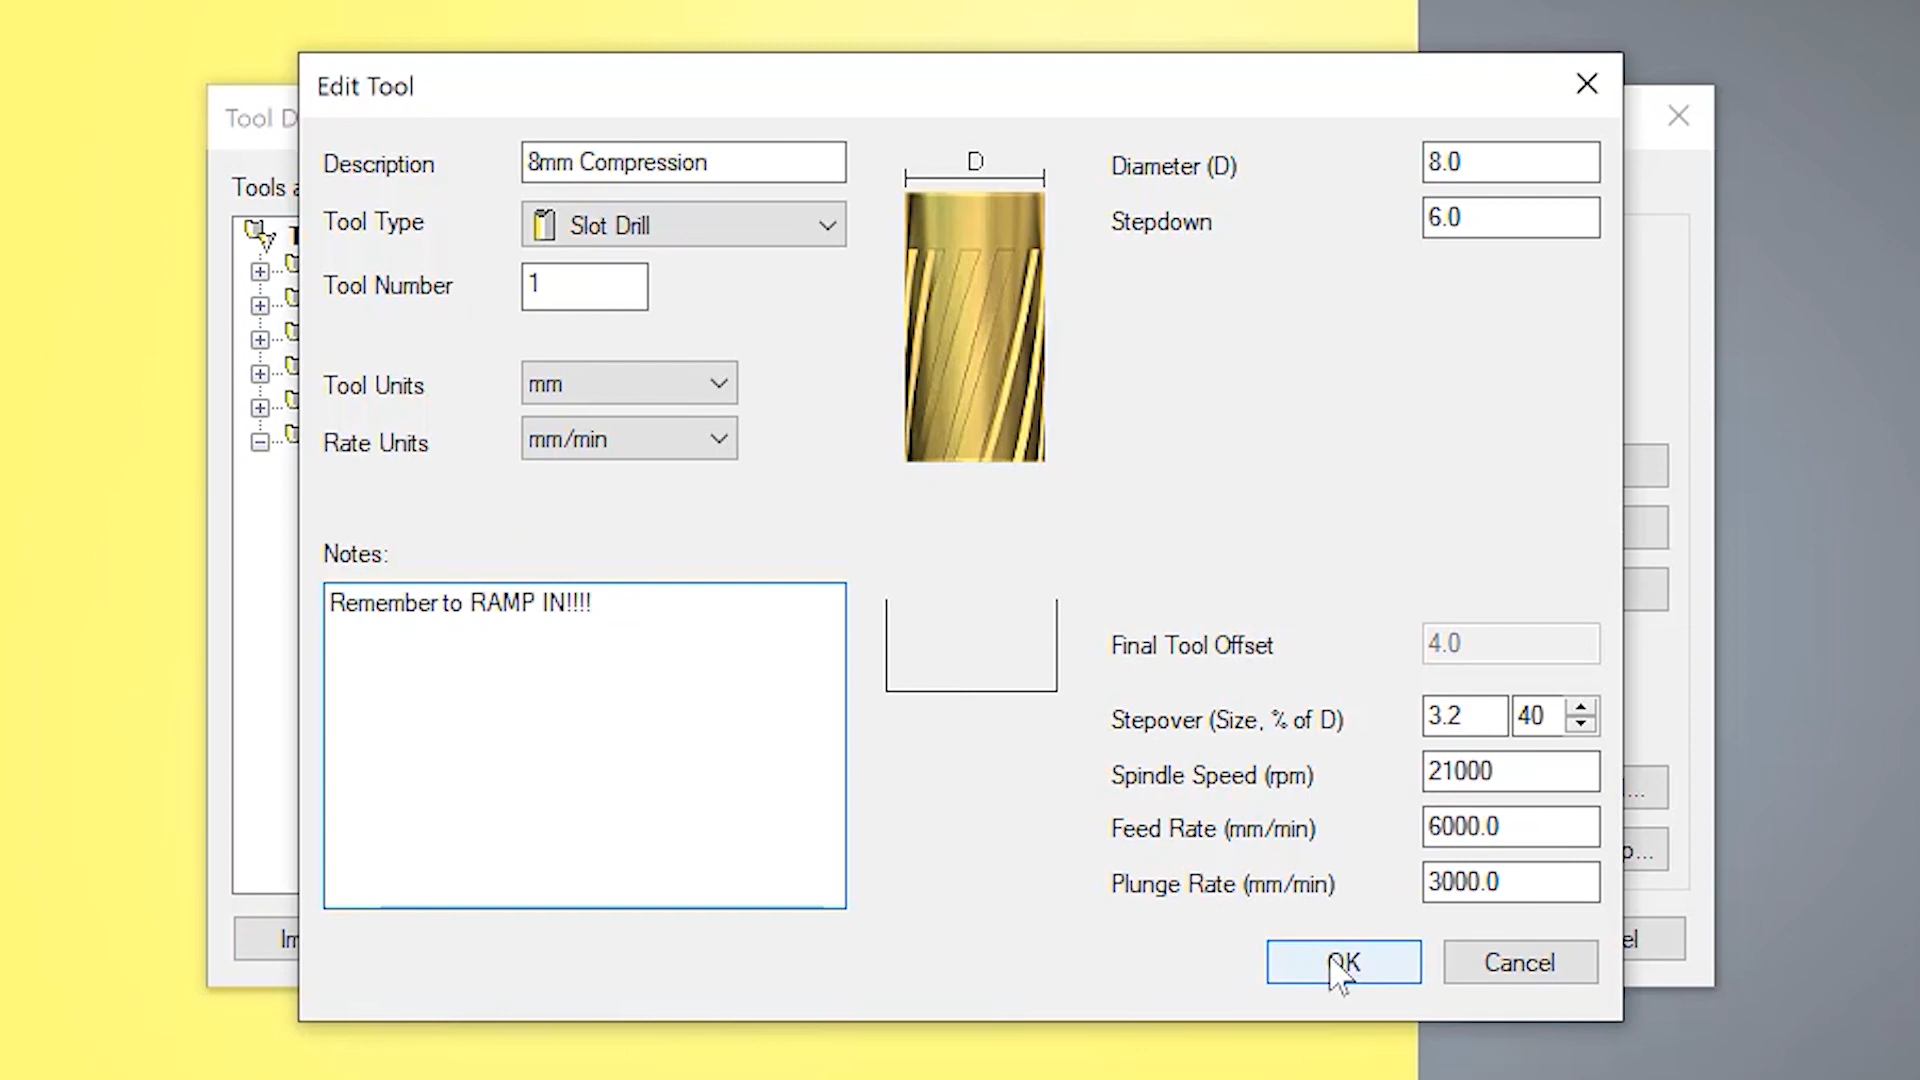 Edit Tool
Tool D
Tools a
Description
8mm Compression
Tool Type
Slot Drill
Tool Number
1
Tool Units
mm
Rate Units
mm/min
Notes:
Remember to RAMP IN!!!!
D
Diameter (D)
8.0
Stepdown
6.0
Final Tool Offset
4.0
Stepover (Size, % of D)
3.2
40
Spindle Speed (rpm)
21000
Feed Rate (mm/min)
6000.0
Plunge Rate (mm/min)
3000.0
OK
Cancel
...
p...
el